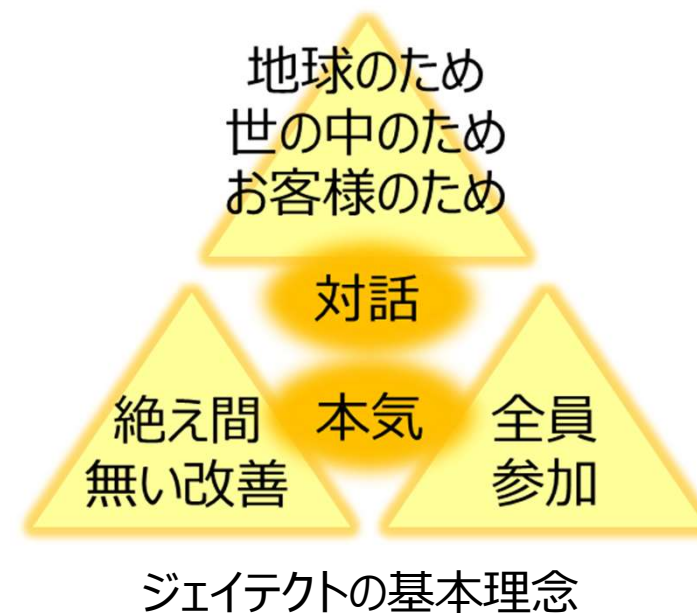 地球のため
世の中のため
お客様のため
対話
絶え間
無い改善
本気
全員
参加
ジェイテクトの基本理念